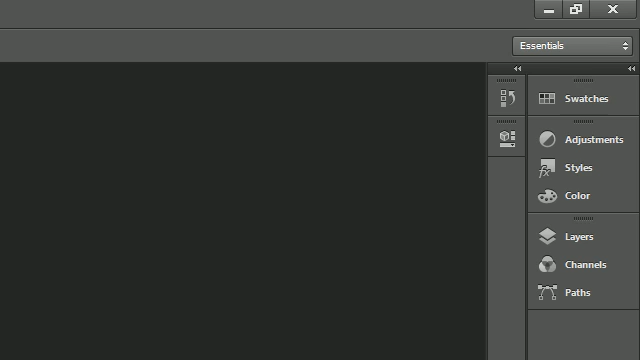 Essentials
Swatches
Adjustments
Styles
Color
Layers
Channels
Paths